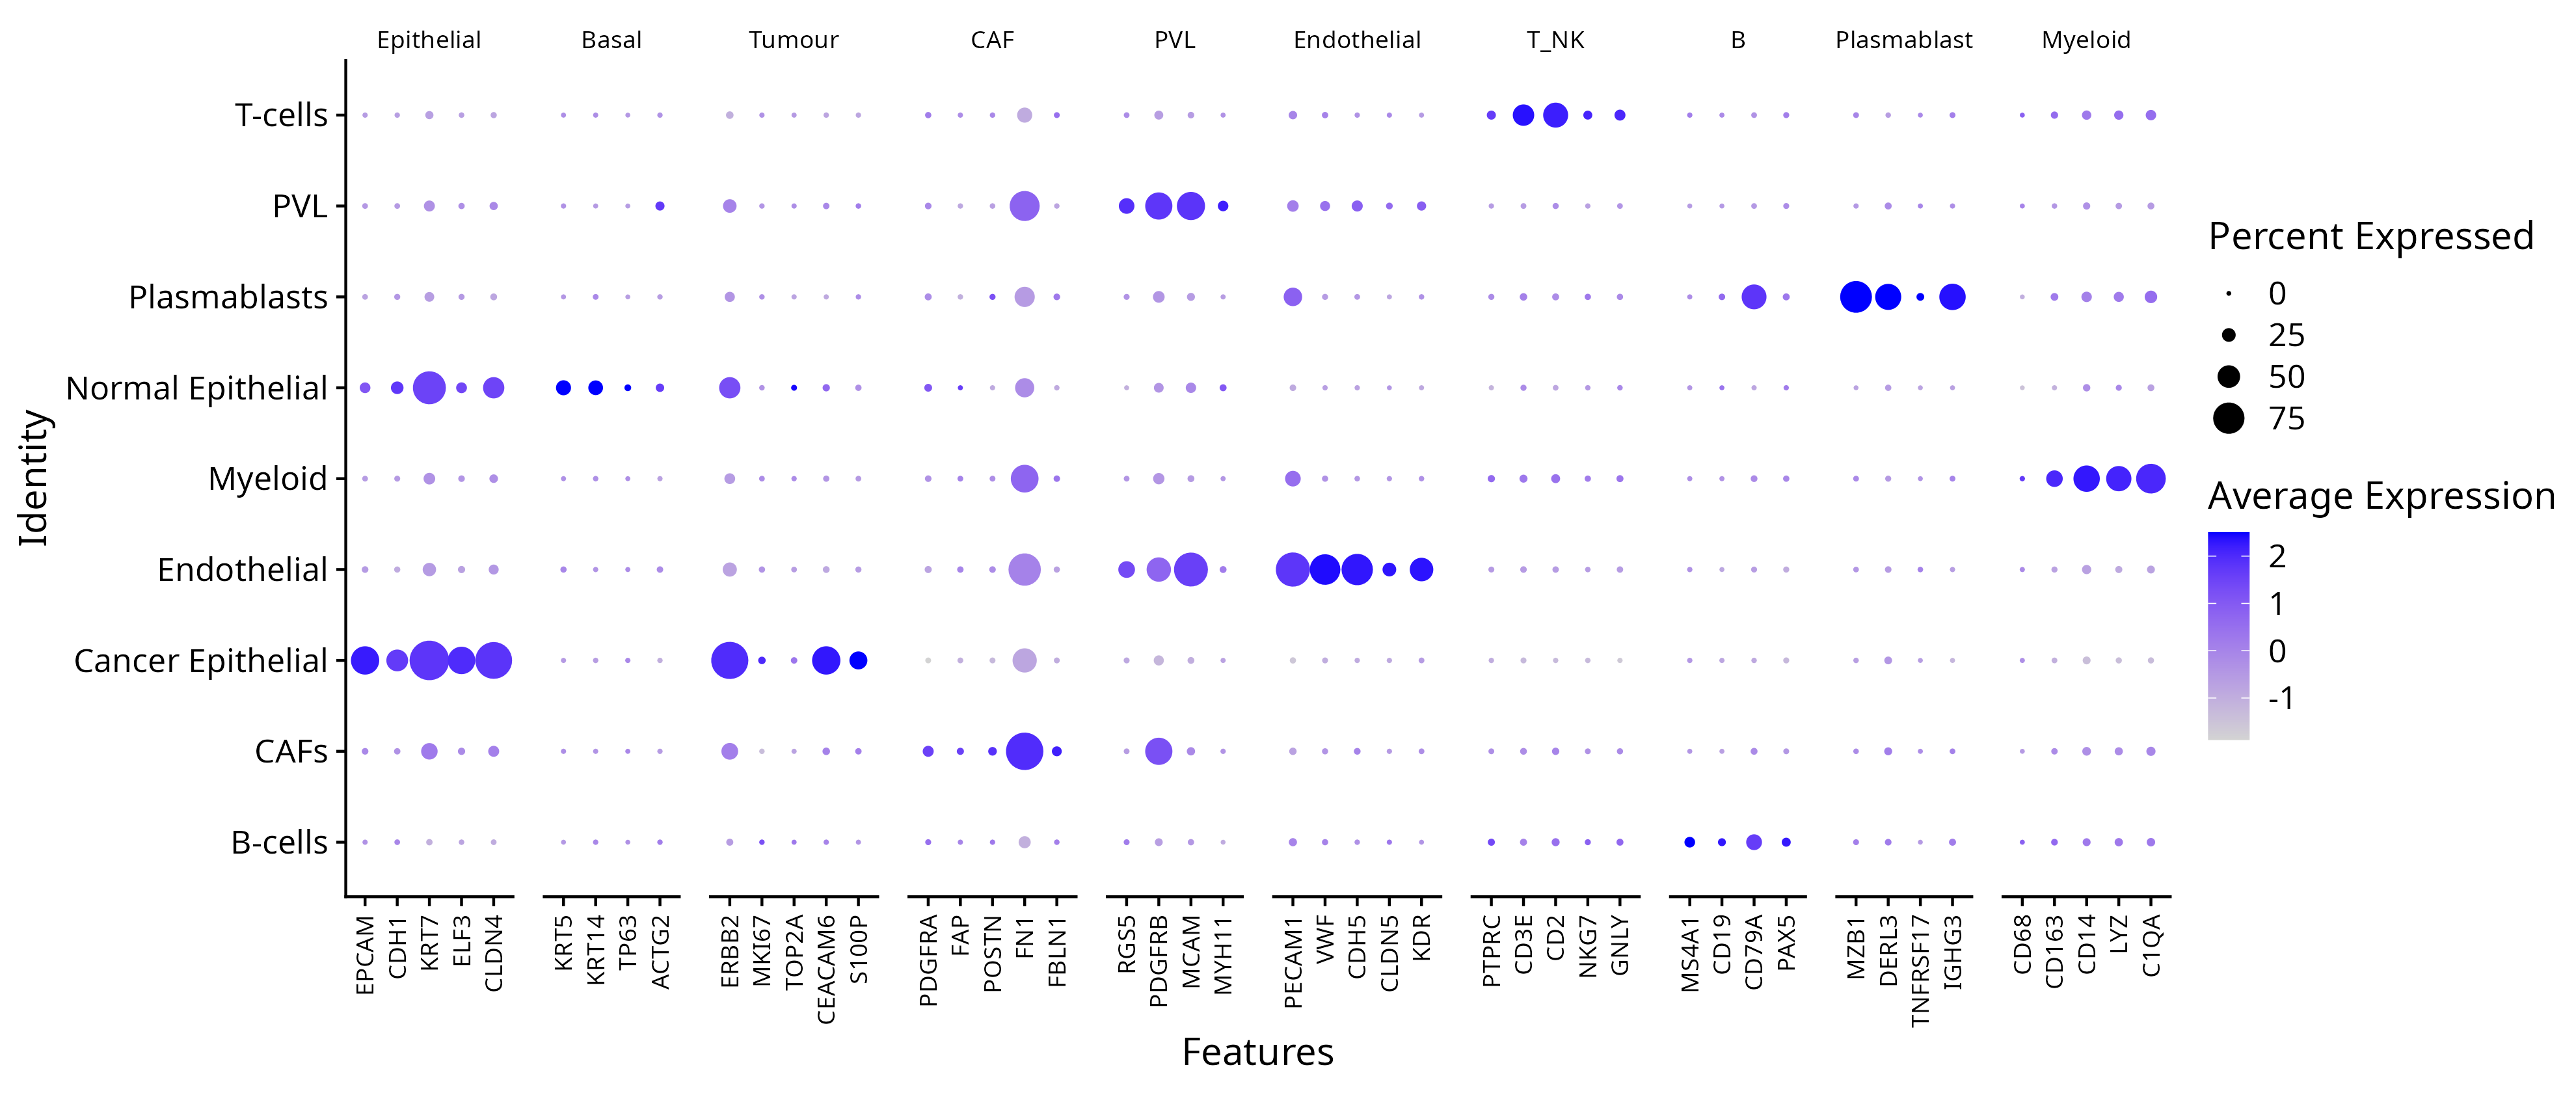 Epithelial Basal Tumour CAF PVL Endothelial T_NK B Plasmablast Myeloid
T-cells
PVL
Plasmablasts
Normal Epithelial
Myeloid
Endothelial
Cancer Epithelial
CAFs
B-cells
Identity
EPCAM CDH1 KRT7 ELF3 CLDN4 KRT5 KRT14 TP63 ACTG2 ERBB2 MKI67 TOP2A CEACAM6 S100P PDGFRA FAP POSTN FN1 FBLN1 RGS5 PDGFRB MCAM MYH11 PECAM1 VWF CDH5 CLDN5 KDR PTPRC CD3E CD2 NKG7 GNLY MS4A1 CD19 CD79A PAX5 MZB1 DERL3 TNFRSF17 IGHG3 CD68 CD163 CD14 LYZ C1QA
Features
Percent Expressed
0
25
50
75
Average Expression
2
1
0
-1